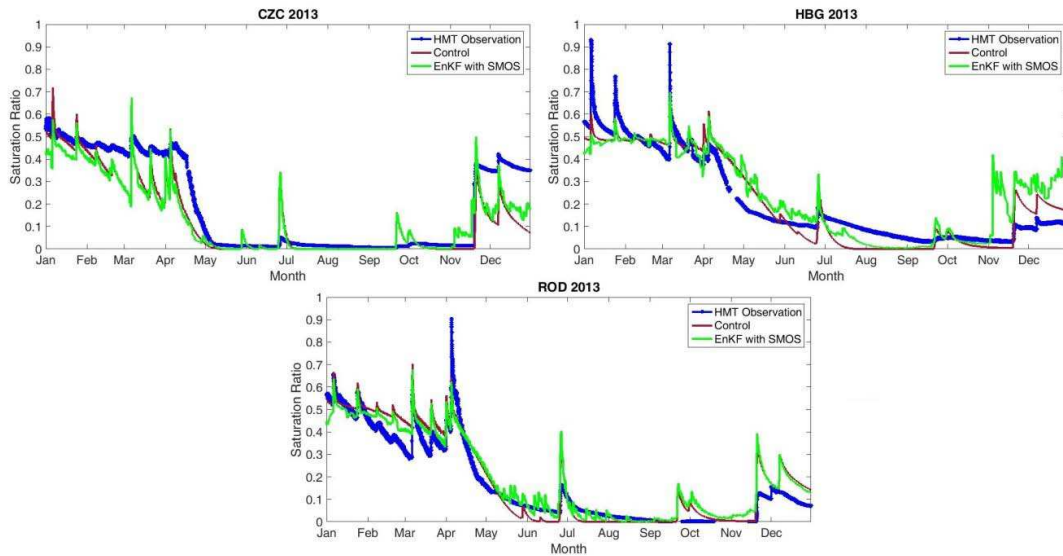 CZC 2013
1
0.9
0.8
0.7
0.6
0.5
0.4
0.3
0.2
0.1
0
Saturation Ratio
HMT Observation
Control
EnKF with SMOS
Jan Feb Mar Apr May Jun Jul Aug Sep Oct Nov Dec
Month
HBG 2013
1
0.9
0.8
0.7
0.6
0.5
0.4
0.3
0.2
0.1
0
Saturation Ratio
HMT Observation
Control
EnKF with SMOS
Jan Feb Mar Apr May Jun Jul Aug Sep Oct Nov Dec
Month
ROD 2013
1
0.9
0.8
0.7
0.6
0.5
0.4
0.3
0.2
0.1
0
Saturation Ratio
HMT Observation
Control
EnKF with SMOS
Jan Feb Mar Apr May Jun Jul Aug Sep Oct Nov Dec
Month